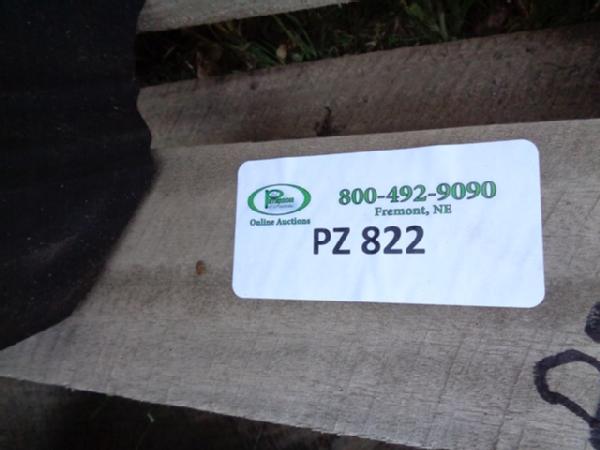 800-492-9090
Fremont, NE
Online Auctions
PZ 822